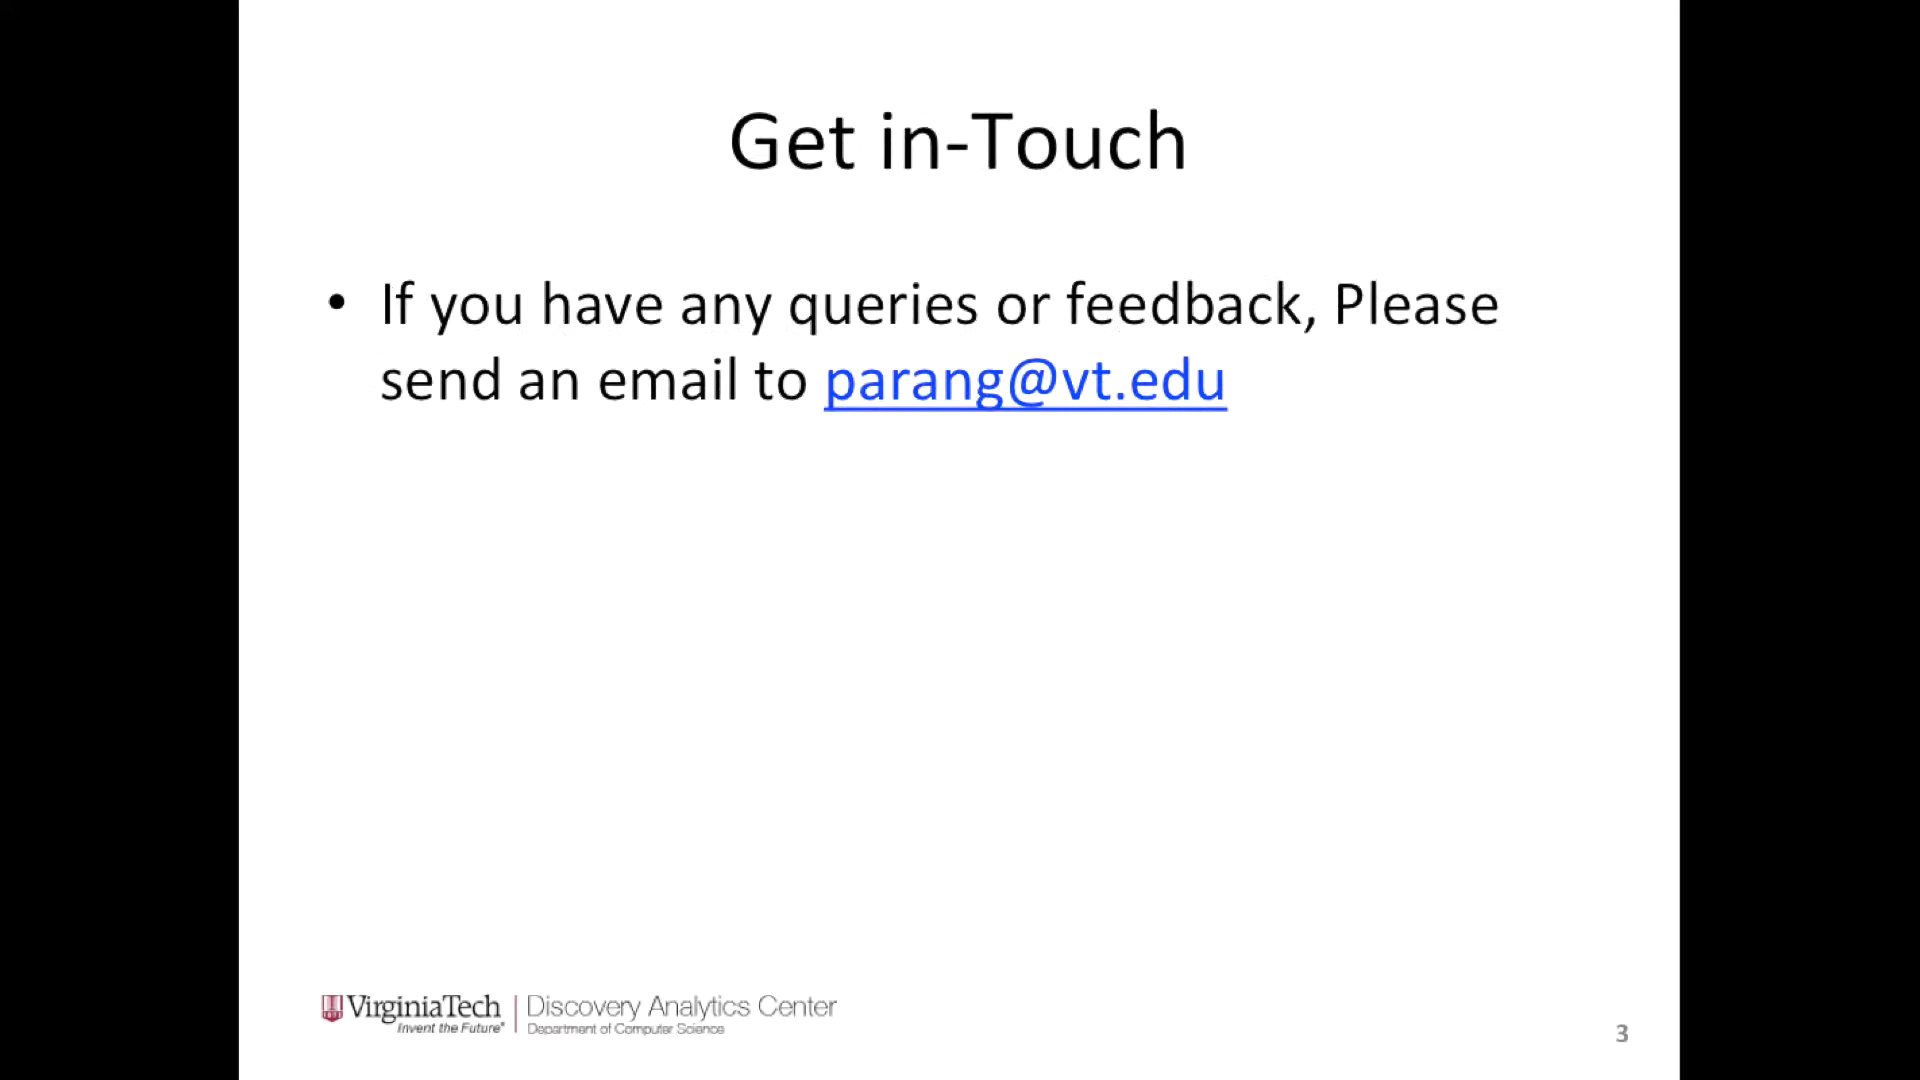 Get in-Touch
• If you have any queries or feedback, Please
send an email to parang@vt.edu
VirginiaTech | Discovery Analytics Center
Invent the Future® Department of Computer Science
3